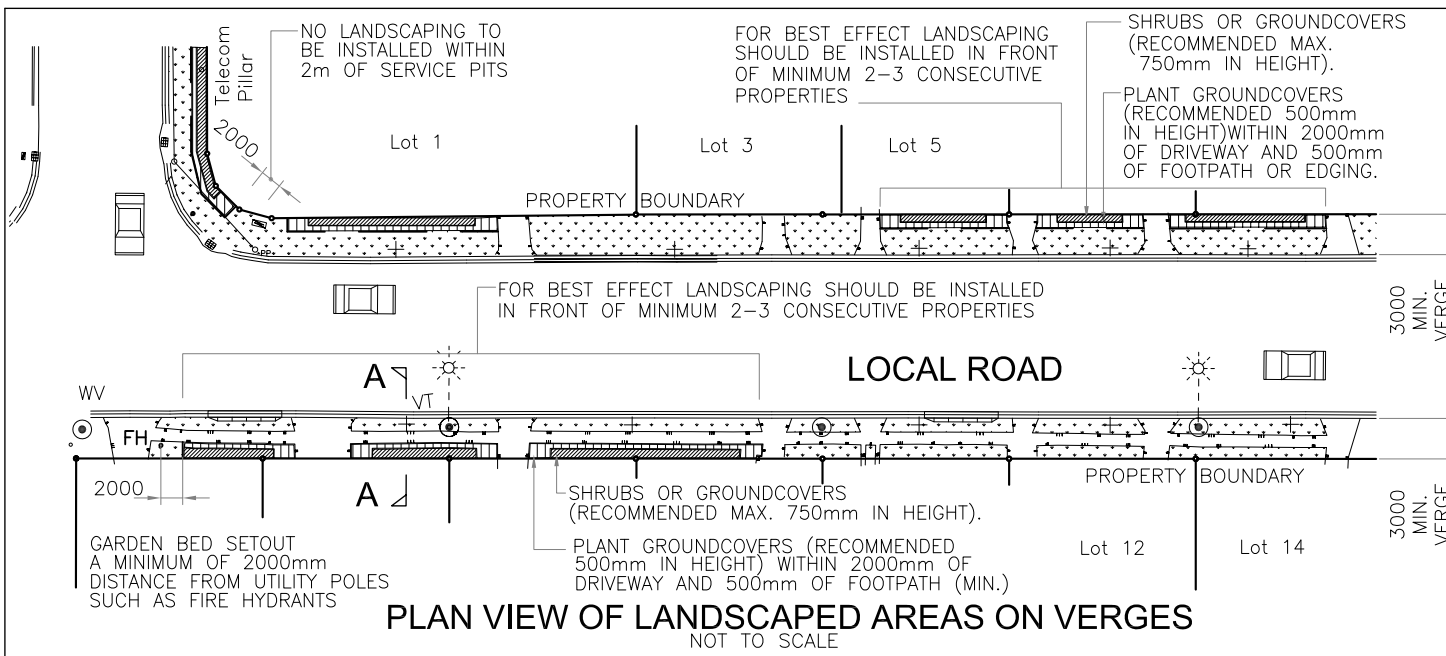 NO LANDSCAPING TO
BE INSTALLED WITHIN
2m OF SERVICE PITS
FOR BEST EFFECT LANDSCAPING
SHOULD BE INSTALLED IN FRONT
OF MINIMUM 2-3 CONSECUTIVE
PROPERTIES
SHRUBS OR GROUNDCOVERS
(RECOMMENDED MAX.
750mm IN HEIGHT).
PLANT GROUNDCOVERS
(RECOMMENDED 500mm
IN HEIGHT)WITHIN 2000mm
OF DRIVEWAY AND 500mm
OF FOOTPATH OR EDGING.
Telecom
Pillar
2000
Lot 1
Lot 3
Lot 5
PROPERTY BOUNDARY
PP
FOR BEST EFFECT LANDSCAPING SHOULD BE INSTALLED
IN FRONT OF MINIMUM 2-3 CONSECUTIVE PROPERTIES
3000
MIN.
VERGE
LOCAL ROAD
A
WV
VT
FH
PROPERTY BOUNDARY
2000
A
SHRUBS OR GROUNDCOVERS
(RECOMMENDED MAX. 750mm IN HEIGHT).
3000
MIN.
VERGE
GARDEN BED SETOUT
A MINIMUM OF 2000mm
DISTANCE FROM UTILITY POLES
SUCH AS FIRE HYDRANTS
PLANT GROUNDCOVERS (RECOMMENDED
500mm IN HEIGHT) WITHIN 2000mm OF
DRIVEWAY AND 500mm OF FOOTPATH (MIN.)
Lot 12
Lot 14
PLAN VIEW OF LANDSCAPED AREAS ON VERGES
NOT TO SCALE